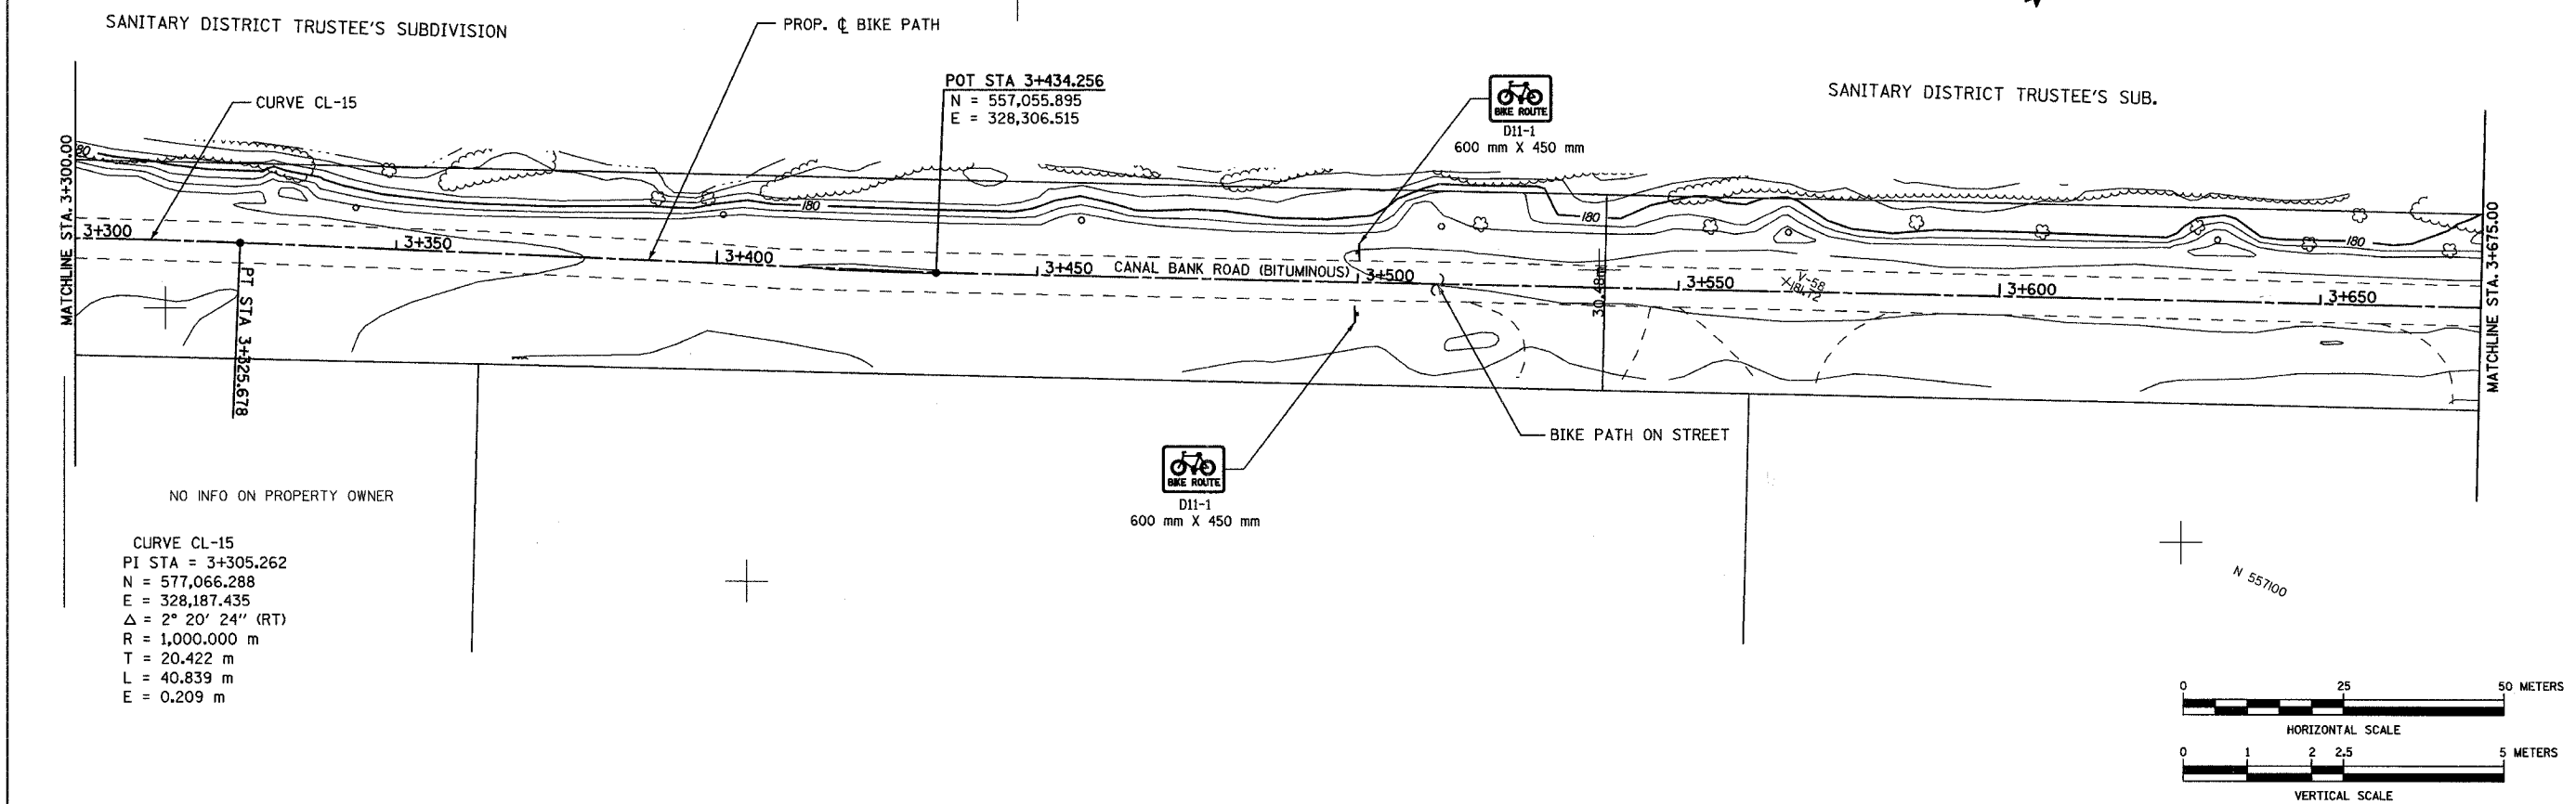 SANITARY DISTRICT TRUSTEE'S SUBDIVISION
PROP. ℄ BIKE PATH
CURVE CL-15
POT STA 3+434.256
N = 557,055.895
E = 328,306.515
BIKE ROUTE
D11-1
600 mm X 450 mm
SANITARY DISTRICT TRUSTEE'S SUB.
MATCHLINE STA. 3+300.00
80
180
180
180
3+300
3+350
3+400
3+450
CANAL BANK ROAD (BITUMINOUS)
3+500
3+550
V-58
181.72
3+600
3+650
MATCHLINE STA. 3+675.00
PT STA 3+325.678
30.48m
BIKE PATH ON STREET
BIKE ROUTE
D11-1
600 mm X 450 mm
NO INFO ON PROPERTY OWNER
CURVE CL-15
PI STA = 3+305.262
N = 577,066.288
E = 328,187.435
Δ = 2° 20' 24" (RT)
R = 1,000.000 m
T = 20.422 m
L = 40.839 m
E = 0.209 m
N 557100
0 25 50 METERS
HORIZONTAL SCALE
0 1 2 2.5 5 METERS
VERTICAL SCALE